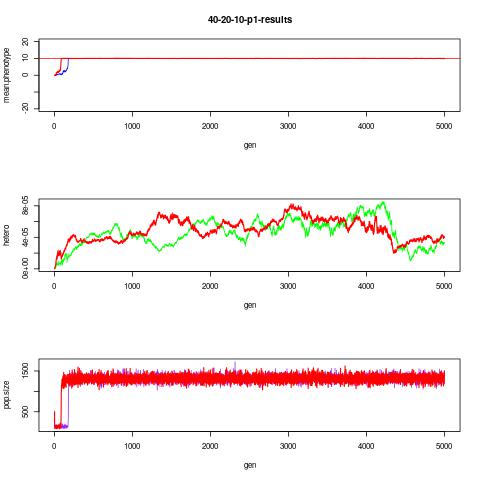 40-20-10-p1-results
mean.phenotype
20
10
0
-20
0 1000 2000 3000 4000 5000
gen
hetero
8e-05
4e-05
0e+00
0 1000 2000 3000 4000 5000
gen
pop.size
1500
500
0 1000 2000 3000 4000 5000
gen